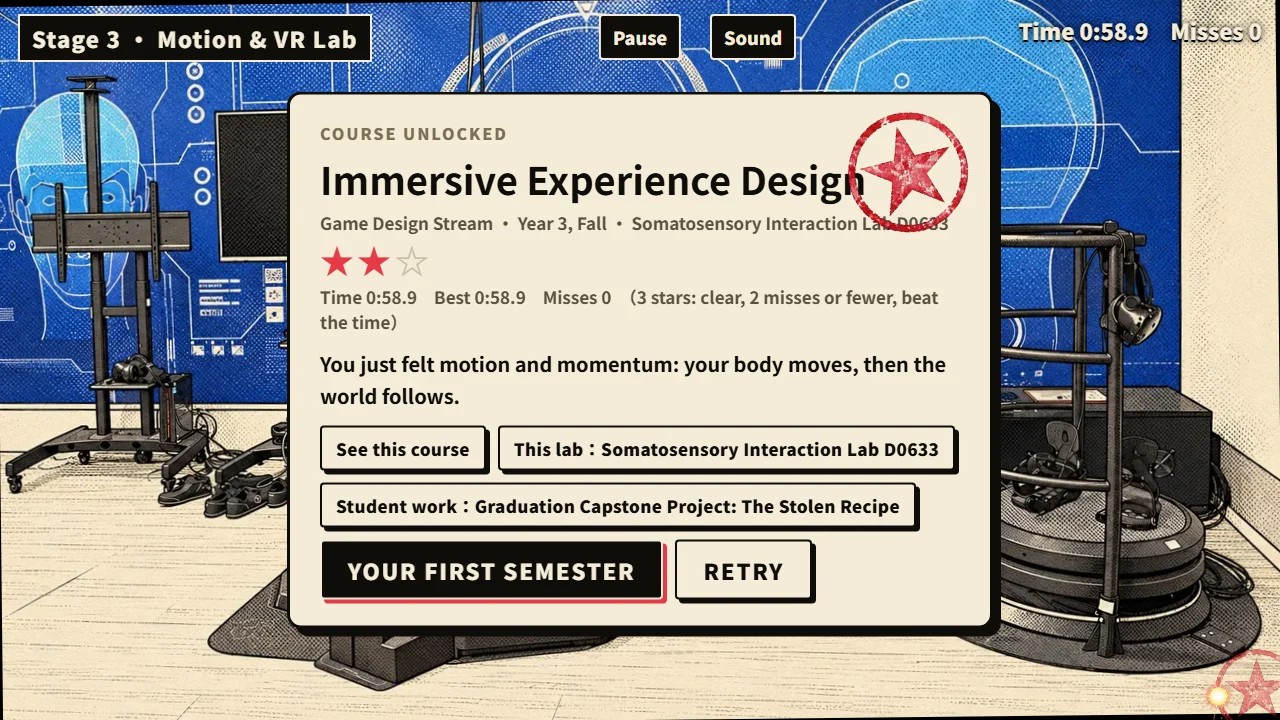 Stage 3 • Motion & VR Lab
Pause
Sound
Time 0:58.9 Misses 0
COURSE UNLOCKED
Immersive Experience Design
Game Design Stream • Year 3, Fall • Somatosensory Interaction Lab D0633
Time 0:58.9 Best 0:58.9 Misses 0 （3 stars: clear, 2 misses or fewer, beat
the time）
You just felt motion and momentum: your body moves, then the
world follows.
See this course
This lab：Somatosensory Interaction Lab D0633
Student work：Graduation Capstone Project: The Stolen Recipe
YOUR FIRST SEMESTER
RETRY